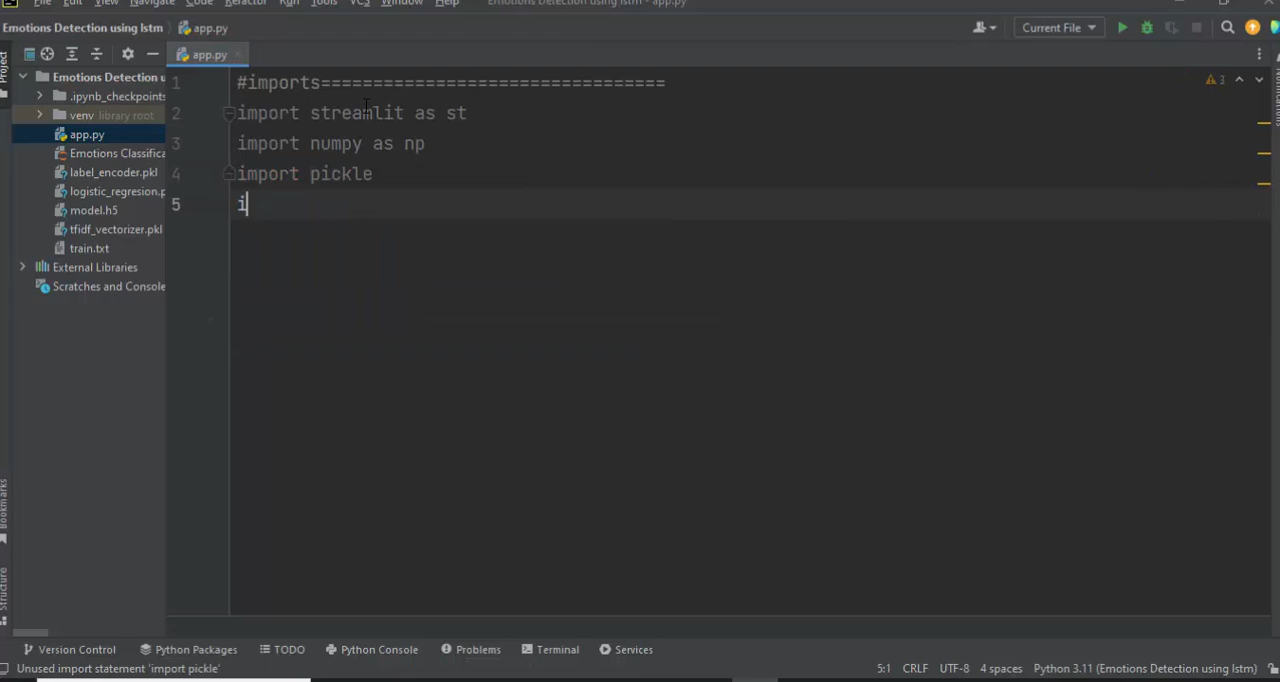 File Edit View Navigate Code Refactor Run Tools VCS Window Help Emotions Detection using lstm - app.py
Emotions Detection using lstm app.py Current File
Project app.py
Emotions Detection u
.ipynb_checkpoints
venv library root
app.py
Emotions Classifica
label_encoder.pkl
logistic_regresion.p
model.h5
tfidf_vectorizer.pkl
train.txt
External Libraries
Scratches and Console
1 #imports=================================
2 import streamlit as st
3 import numpy as np
4 import pickle
5 i
3
Bookmarks
Structure
Version Control Python Packages TODO Python Console Problems Terminal Services
Unused import statement 'import pickle' 5:1 CRLF UTF-8 4 spaces Python 3.11 (Emotions Detection using lstm)